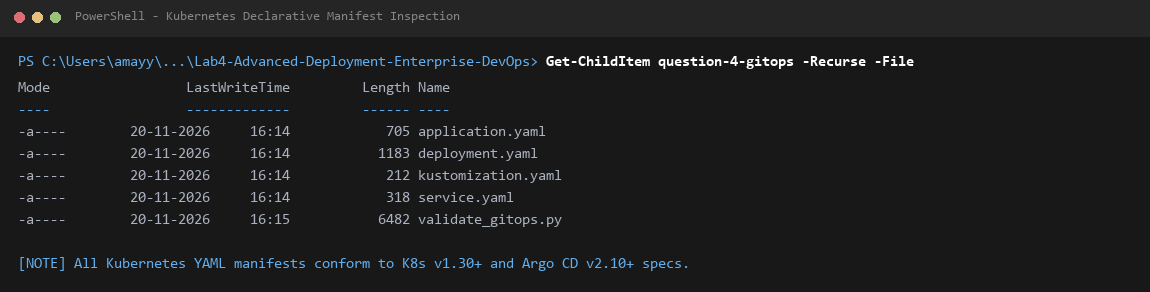 PowerShell - Kubernetes Declarative Manifest Inspection
PS C:\Users\amayy\...\Lab4-Advanced-Deployment-Enterprise-DevOps> Get-ChildItem question-4-gitops -Recurse -File
Mode                 LastWriteTime         Length Name
----                 -------------         ------ ----
-a----        20-11-2026     16:14            705 application.yaml
-a----        20-11-2026     16:14           1183 deployment.yaml
-a----        20-11-2026     16:14            212 kustomization.yaml
-a----        20-11-2026     16:14            318 service.yaml
-a----        20-11-2026     16:15           6482 validate_gitops.py
[NOTE] All Kubernetes YAML manifests conform to K8s v1.30+ and Argo CD v2.10+ specs.